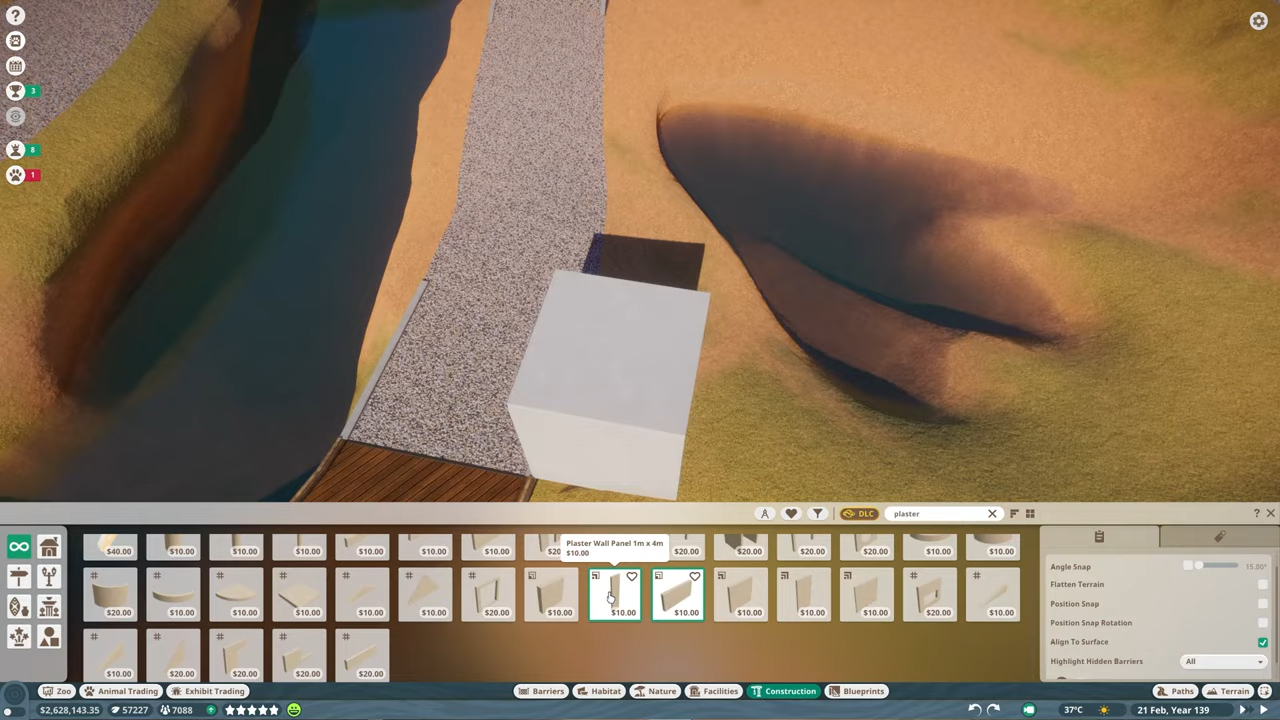 ?
3
8
1
DLC
plaster
?
Plaster Wall Panel 1m x 4m
$10.00
$40.00
$10.00
$10.00
$10.00
$10.00
$10.00
$10.00
$20.00
$10.00
$20.00
$20.00
$10.00
$10.00
$20.00
$10.00
$10.00
$10.00
$10.00
$10.00
$20.00
$10.00
$10.00
$10.00
$10.00
$10.00
$10.00
$20.00
$10.00
$10.00
$20.00
$20.00
$20.00
$20.00
Angle Snap
15.00°
Flatten Terrain
Position Snap
Position Snap Rotation
Align To Surface
Highlight Hidden Barriers
All
Zoo
Animal Trading
Exhibit Trading
Barriers
Habitat
Nature
Facilities
Construction
Blueprints
Paths
Terrain
$2,628,143.35
57227
7088
37°C
21 Feb, Year 139